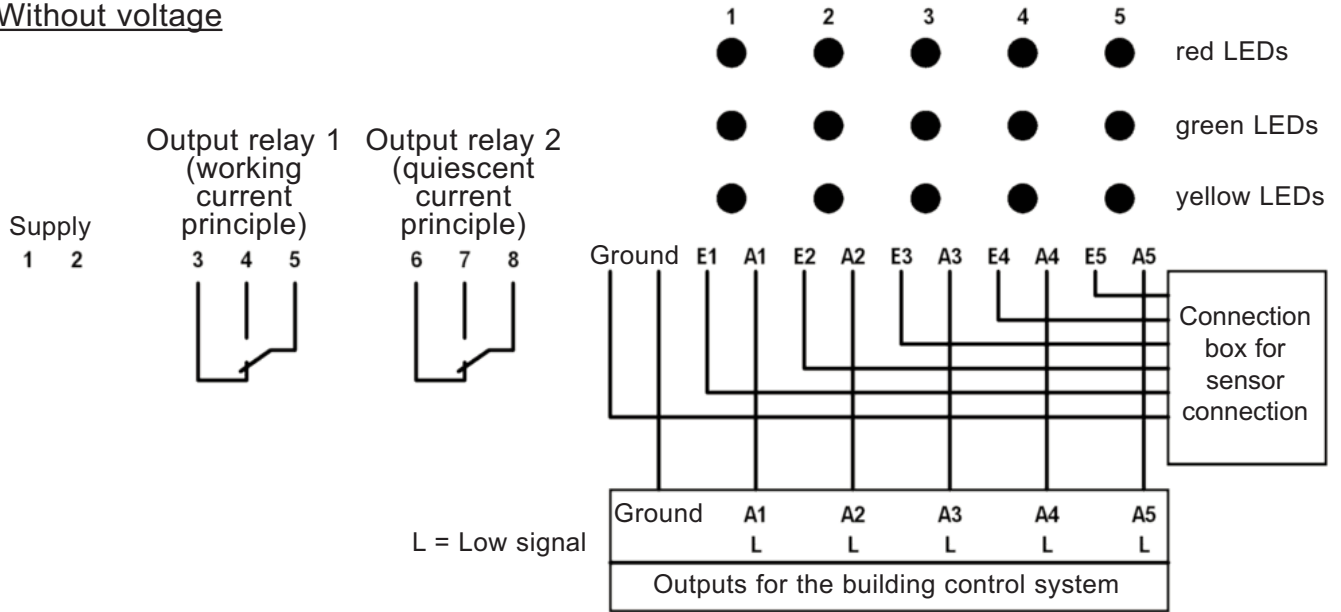 Without voltage
1 2 3 4 5
red LEDs
green LEDs
yellow LEDs
Output relay 1
(working
current
principle)
Output relay 2
(quiescent
current
principle)
Supply
1 2
3 4 5
6 7 8
Ground E1 A1 E2 A2 E3 A3 E4 A4 E5 A5
Connection
box for
sensor
connection
Ground A1 A2 A3 A4 A5
L = Low signal
L L L L L
Outputs for the building control system